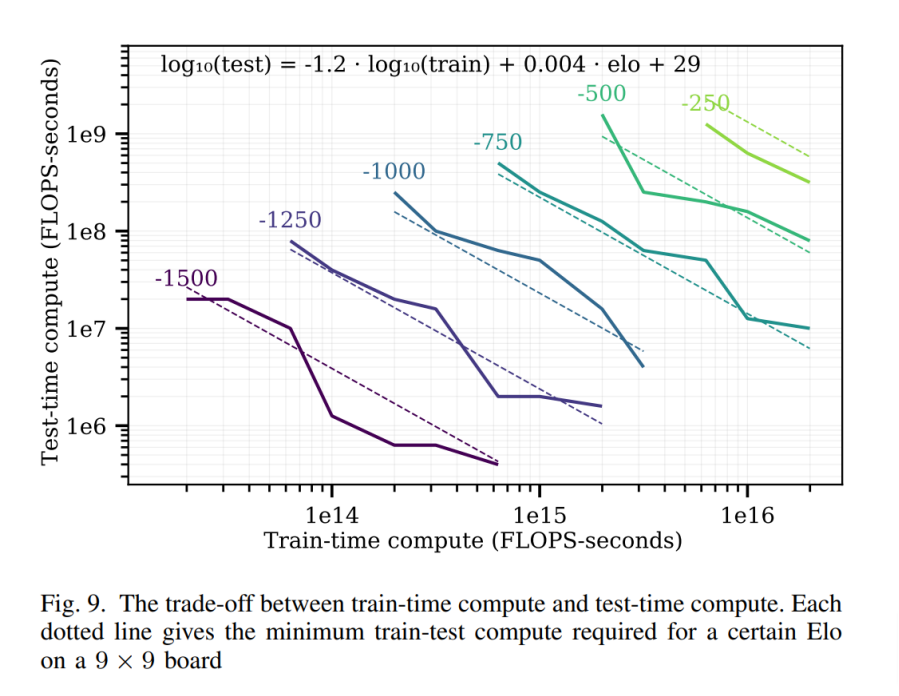 log₁₀(test) = -1.2 · log₁₀(train) + 0.004 · elo + 29
-500
-250
-750
-1000
-1250
-1500
Test-time compute (FLOPS-seconds)
1e9
1e8
1e7
1e6
1e14
1e15
1e16
Train-time compute (FLOPS-seconds)
Fig. 9. The trade-off between train-time compute and test-time compute. Each
dotted line gives the minimum train-test compute required for a certain Elo
on a 9 × 9 board